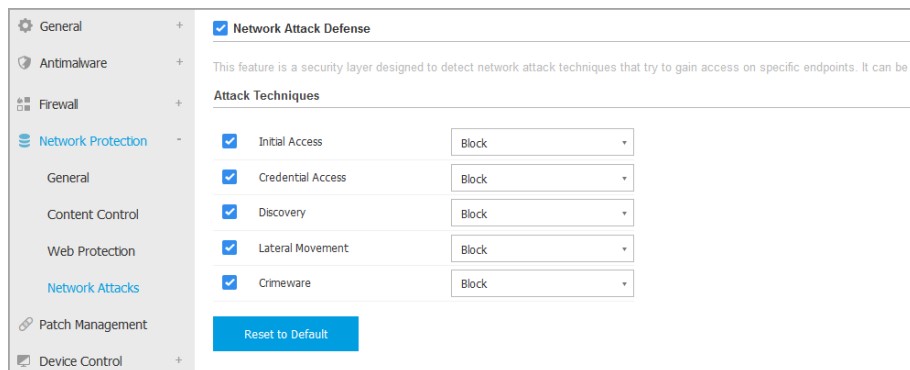 General +
Antimalware +
Firewall +
Network Protection -
General
Content Control
Web Protection
Network Attacks
Patch Management
Device Control +
Network Attack Defense
This feature is a security layer designed to detect network attack techniques that try to gain access on specific endpoints. It can be
Attack Techniques
Initial Access Block
Credential Access Block
Discovery Block
Lateral Movement Block
Crimeware Block
Reset to Default